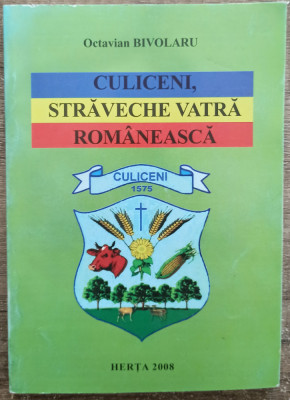 Octavian BIVOLARU
CULICENI,
STRĂVECHE VATRĂ
ROMÂNEASCĂ
CULICENI
1575
HERȚA 2008